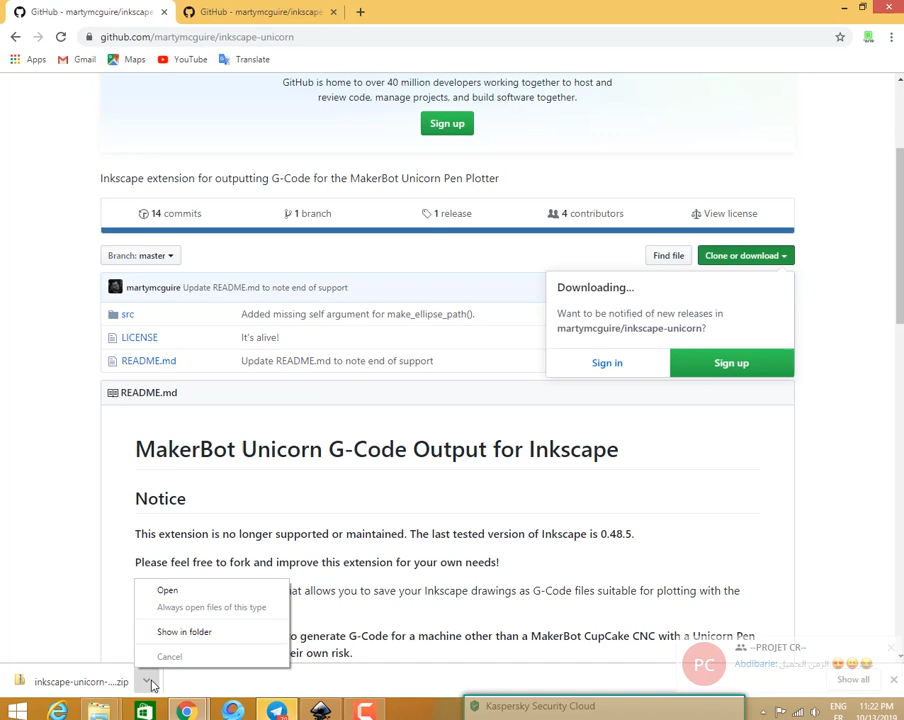 GitHub - martymcguire/inkscape
GitHub - martymcguire/inkscape
github.com/martymcguire/inkscape-unicorn
Apps
Gmail
Maps
YouTube
Translate
GitHub is home to over 40 million developers working together to host and
review code, manage projects, and build software together.
Sign up
Inkscape extension for outputting G-Code for the MakerBot Unicorn Pen Plotter
14 commits
1 branch
1 release
4 contributors
View license
Branch: master
Find file
Clone or download
martymcguire Update README.md to note end of support
Downloading...
Want to be notified of new releases in
martymcguire/inkscape-unicorn?
Sign in
Sign up
src
Added missing self argument for make_ellipse_path().
LICENSE
It's alive!
README.md
Update README.md to note end of support
README.md
MakerBot Unicorn G-Code Output for Inkscape
Notice
This extension is no longer supported or maintained. The last tested version of Inkscape is 0.48.5.
Please feel free to fork and improve this extension for your own needs!
hat allows you to save your Inkscape drawings as G-Code files suitable for plotting with the
to generate G-Code for a machine other than a MakerBot CupCake CNC with a Unicorn Pen
eir own risk.
Open
Always open files of this type
Show in folder
Cancel
PC
--PROJET CR--
Abdlbarie: الزمن الجميل 😍😍😂
inkscape-unicorn-....zip
Show all
Kaspersky Security Cloud
ENG
FR
11:22 PM
10/13/2019